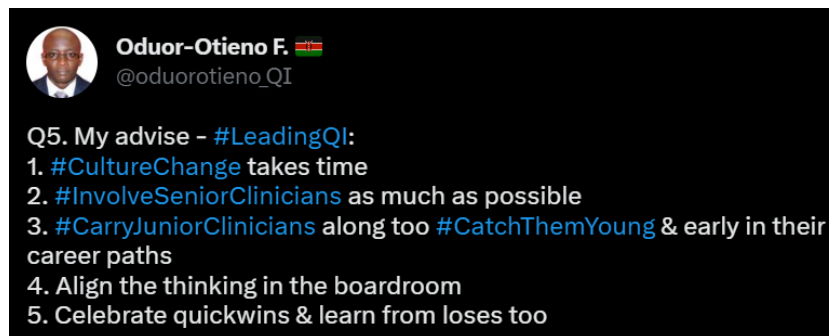 Oduor-Otieno F. 🇰🇪
@oduorotieno_QI
Q5. My advise - #LeadingQI:
1. #CultureChange takes time
2. #InvolveSeniorClinicians as much as possible
3. #CarryJuniorClinicians along too #CatchThemYoung & early in their
career paths
4. Align the thinking in the boardroom
5. Celebrate quickwins & learn from loses too